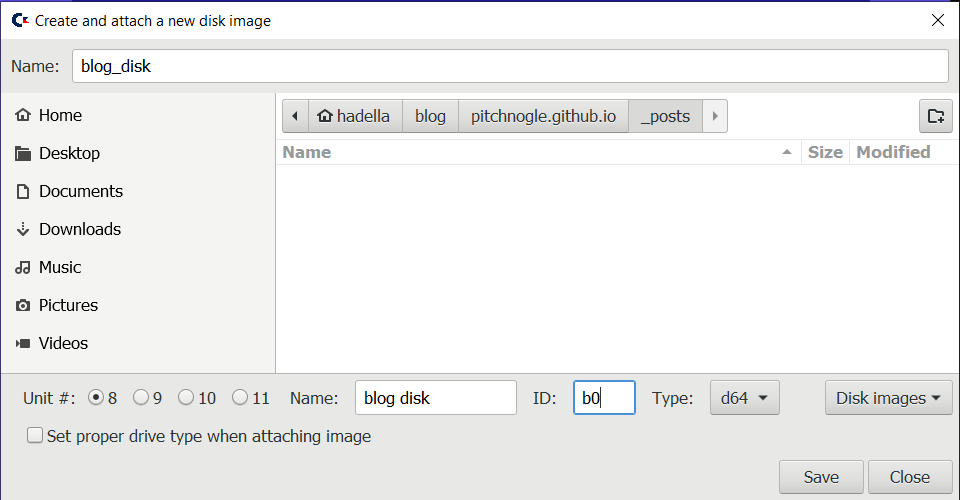 Create and attach a new disk image
Name: blog_disk
Home
Desktop
Documents
Downloads
Music
Pictures
Videos
hadella blog pitchnogle.github.io _posts
Name Size Modified
Unit #: 8 9 10 11 Name: blog disk ID: b0 Type: d64 Disk images
Set proper drive type when attaching image
Save Close